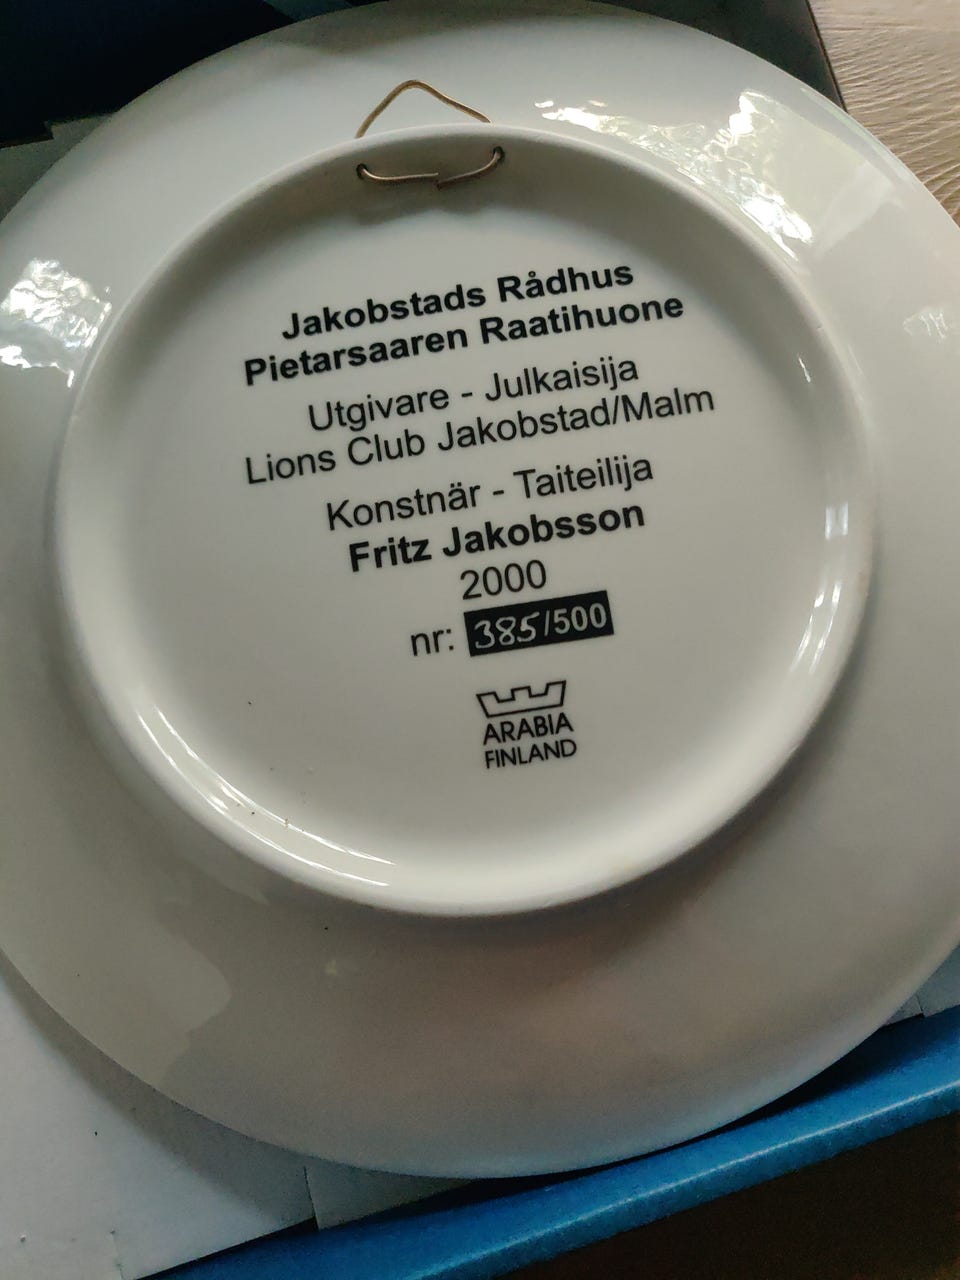 Jakobstads Rådhus
Pietarsaaren Raatihuone
Utgivare - Julkaisija
Lions Club Jakobstad/Malm
Konstnär - Taiteilija
Fritz Jakobsson
2000
nr: 385/500
ARABIA
FINLAND